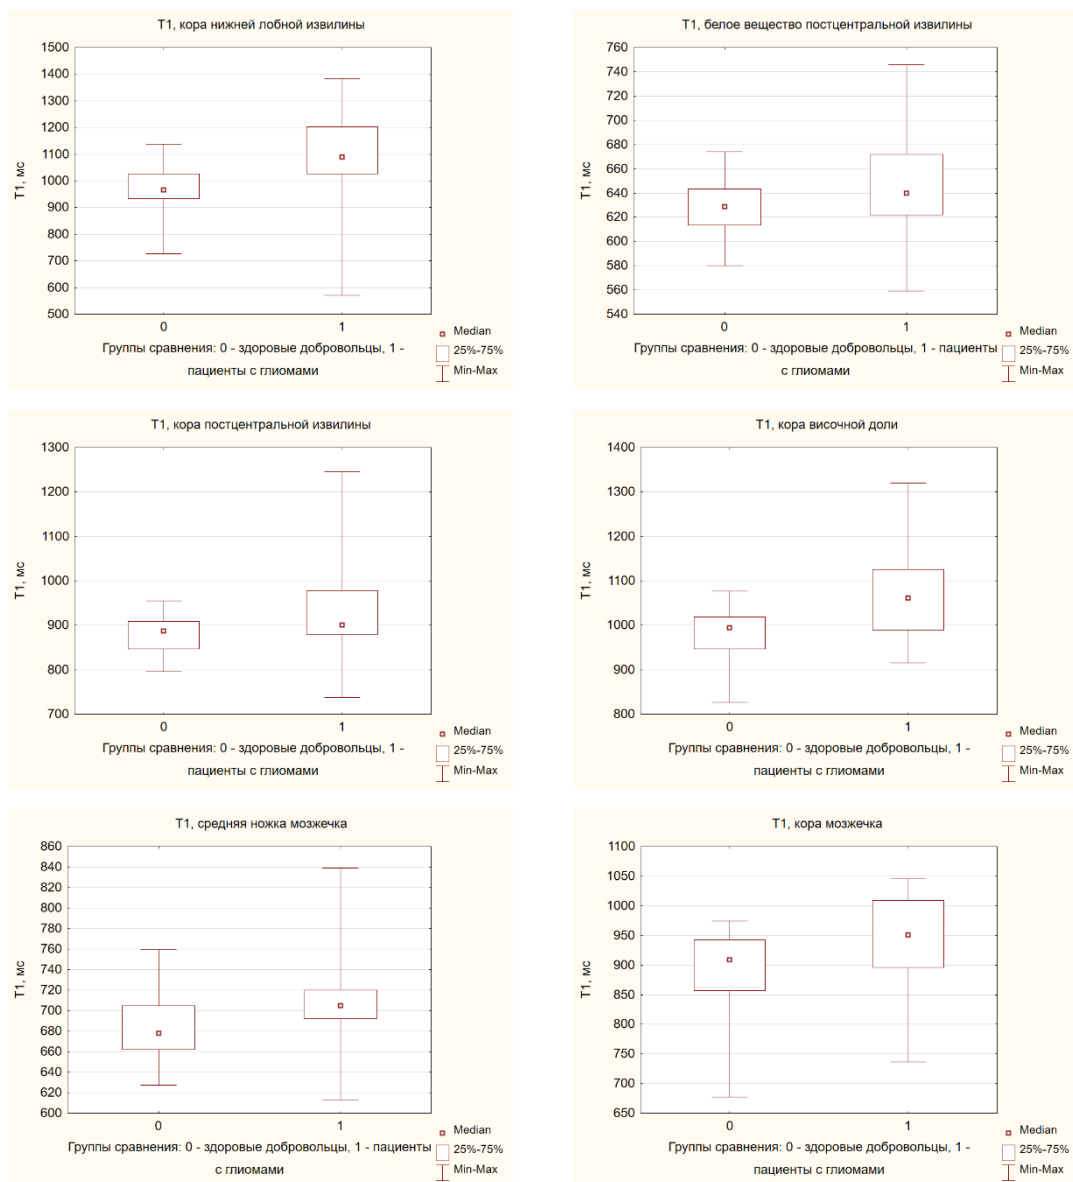 T1, кора нижней лобной извилины
1500
1400
1300
1200
1100
1000
900
800
700
600
500
T1, мс
0
1
Группы сравнения: 0 - здоровые добровольцы, 1 -
пациенты с глиомами
Median
25%-75%
Min-Max
T1, белое вещество постцентральной извилины
760
740
720
700
680
660
640
620
600
580
560
540
T1, мс
0
1
Группы сравнения: 0 - здоровые добровольцы, 1 - пациенты
с глиомами
Median
25%-75%
Min-Max
T1, кора постцентральной извилины
1300
1200
1100
1000
900
800
700
T1, мс
0
1
Группы сравнения: 0 - здоровые добровольцы, 1 -
пациенты с глиомами
Median
25%-75%
Min-Max
T1, кора височной доли
1400
1300
1200
1100
1000
900
800
T1, мс
0
1
Группы сравнения: 0 - здоровые добровольцы, 1 -
пациенты с глиомами
Median
25%-75%
Min-Max
T1, средняя ножка мозжечка
860
840
820
800
780
760
740
720
700
680
660
640
620
600
T1, мс
0
1
Группы сравнения: 0 - здоровые добровольцы, 1 - пациенты
с глиомами
Median
25%-75%
Min-Max
T1, кора мозжечка
1100
1050
1000
950
900
850
800
750
700
650
T1, мс
0
1
Группы сравнения: 0 - здоровые добровольцы, 1 -
пациенты с глиомами
Median
25%-75%
Min-Max